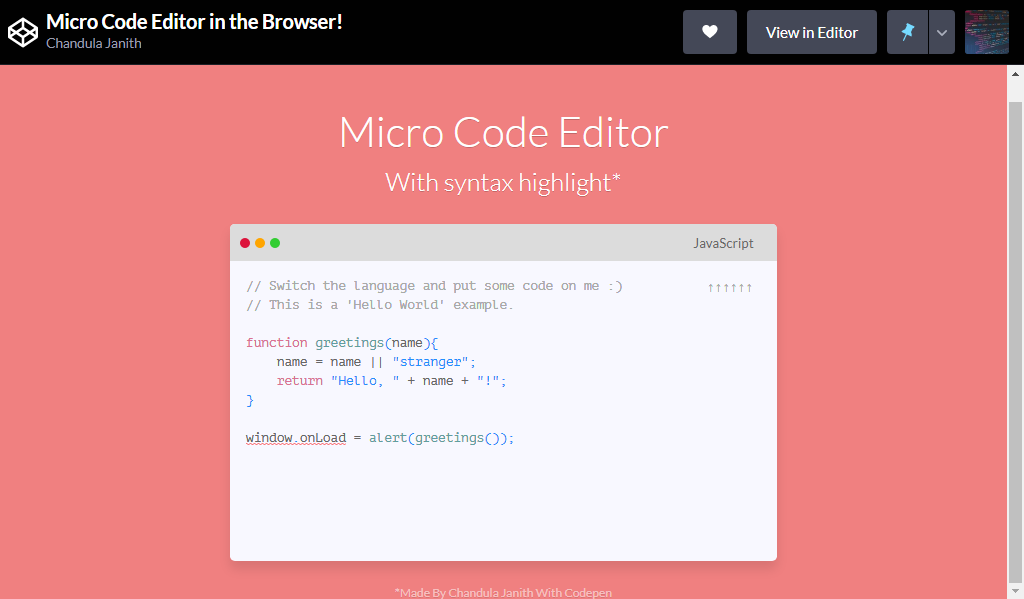 Micro Code Editor in the Browser!
Chandula Janith
View in Editor
Micro Code Editor
With syntax highlight*
JavaScript
// Switch the language and put some code on me :)
↑↑↑↑↑↑
// This is a 'Hello World' example.
function greetings(name){
    name = name || "stranger";
    return "Hello, " + name + "!";
}
window.onLoad = alert(greetings());
*Made By Chandula Janith With Codepen